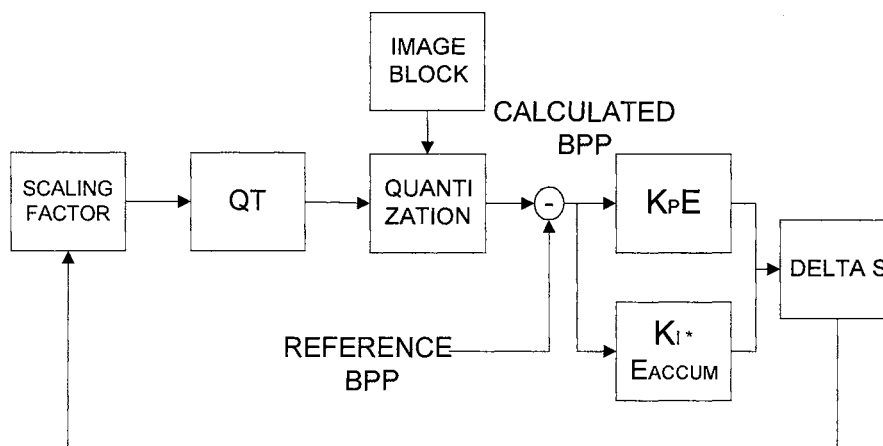 IMAGE
BLOCK
CALCULATED
BPP
SCALING
FACTOR
QT
QUANTI
ZATION
-
KPE
DELTA S
REFERENCE
BPP
KI*
EACCUM